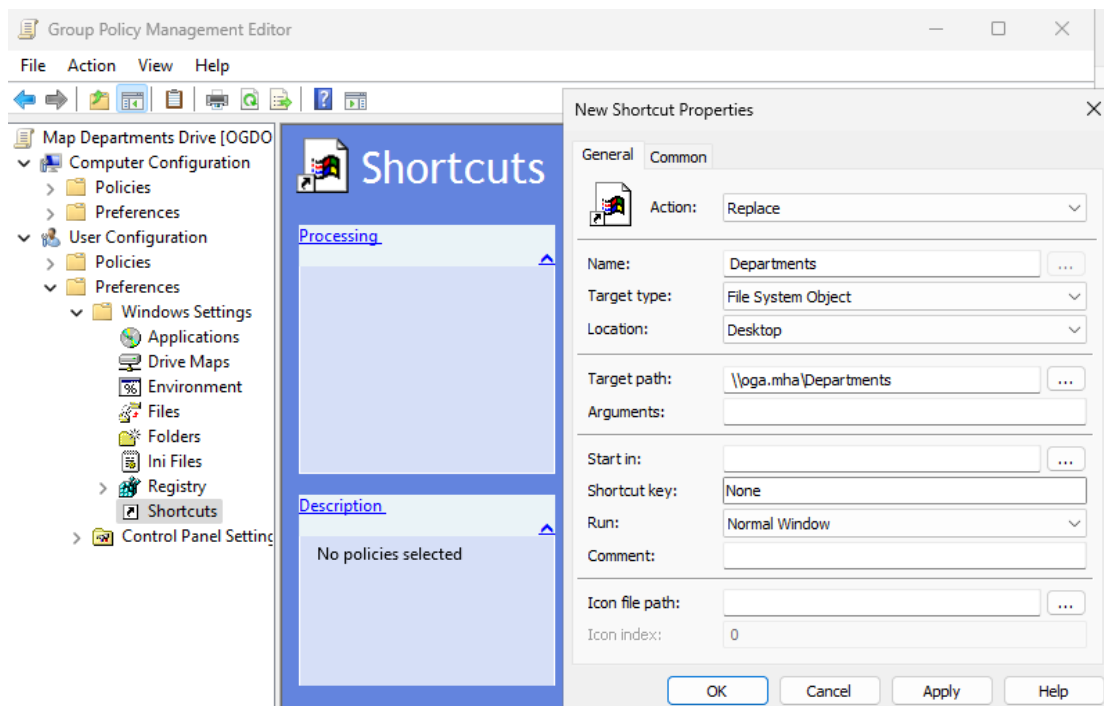 Group Policy Management Editor
File Action View Help
Map Departments Drive [OGDO
Computer Configuration
Policies
Preferences
User Configuration
Policies
Preferences
Windows Settings
Applications
Drive Maps
Environment
Files
Folders
Ini Files
Registry
Shortcuts
Control Panel Setting
Shortcuts
Processing
Description
No policies selected
New Shortcut Properties
General Common
Action: Replace
Name: Departments ...
Target type: File System Object
Location: Desktop
Target path: \\oga.mha\Departments ...
Arguments:
Start in: ...
Shortcut key: None
Run: Normal Window
Comment:
Icon file path: ...
Icon index: 0
OK Cancel Apply Help